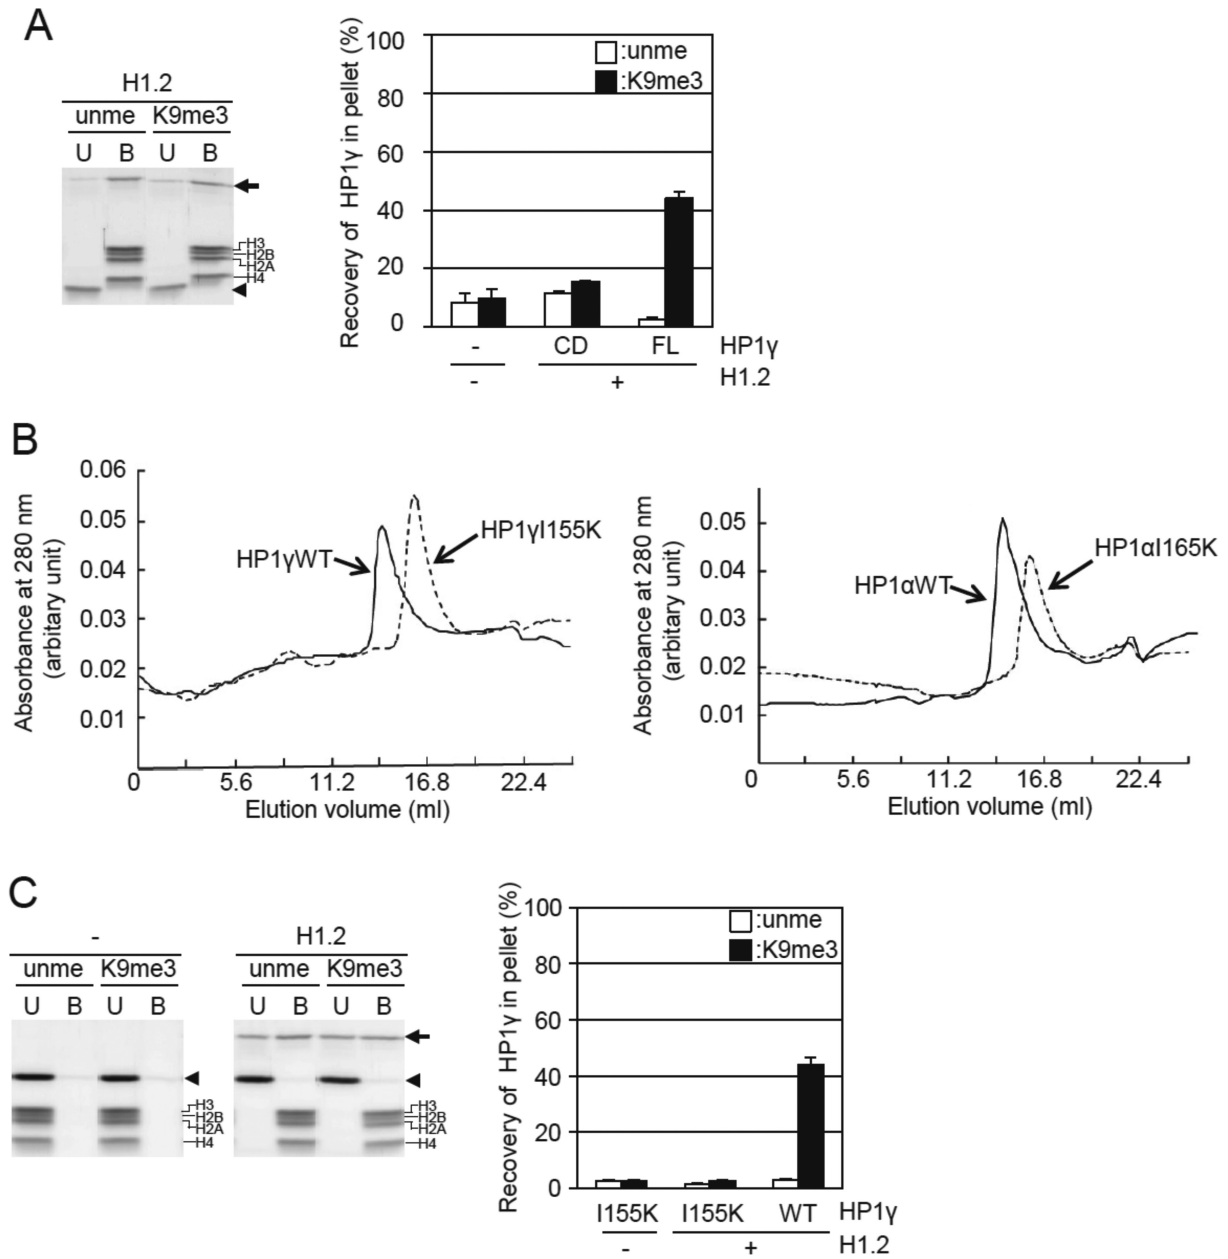 A
H1.2
unme K9me3
U B U B
H3
H2B
H2A
H4
Recovery of HP1γ in pellet (%)
100
80
60
40
20
0
:unme
:K9me3
- CD FL HP1γ
- + H1.2
B
Absorbance at 280 nm
(arbitary unit)
0.06
0.05
0.04
0.03
0.02
0.01
HP1γWT
HP1γI155K
0 5.6 11.2 16.8 22.4
Elution volume (ml)
Absorbance at 280 nm
(arbitary unit)
0.05
0.04
0.03
0.02
0.01
HP1αWT
HP1αI165K
0 5.6 11.2 16.8 22.4
Elution volume (ml)
C
-
unme K9me3
U B U B
H3
H2B
H2A
H4
H1.2
unme K9me3
U B U B
H3
H2B
H2A
H4
Recovery of HP1γ in pellet (%)
100
80
60
40
20
0
:unme
:K9me3
I155K I155K WT HP1γ
- + H1.2